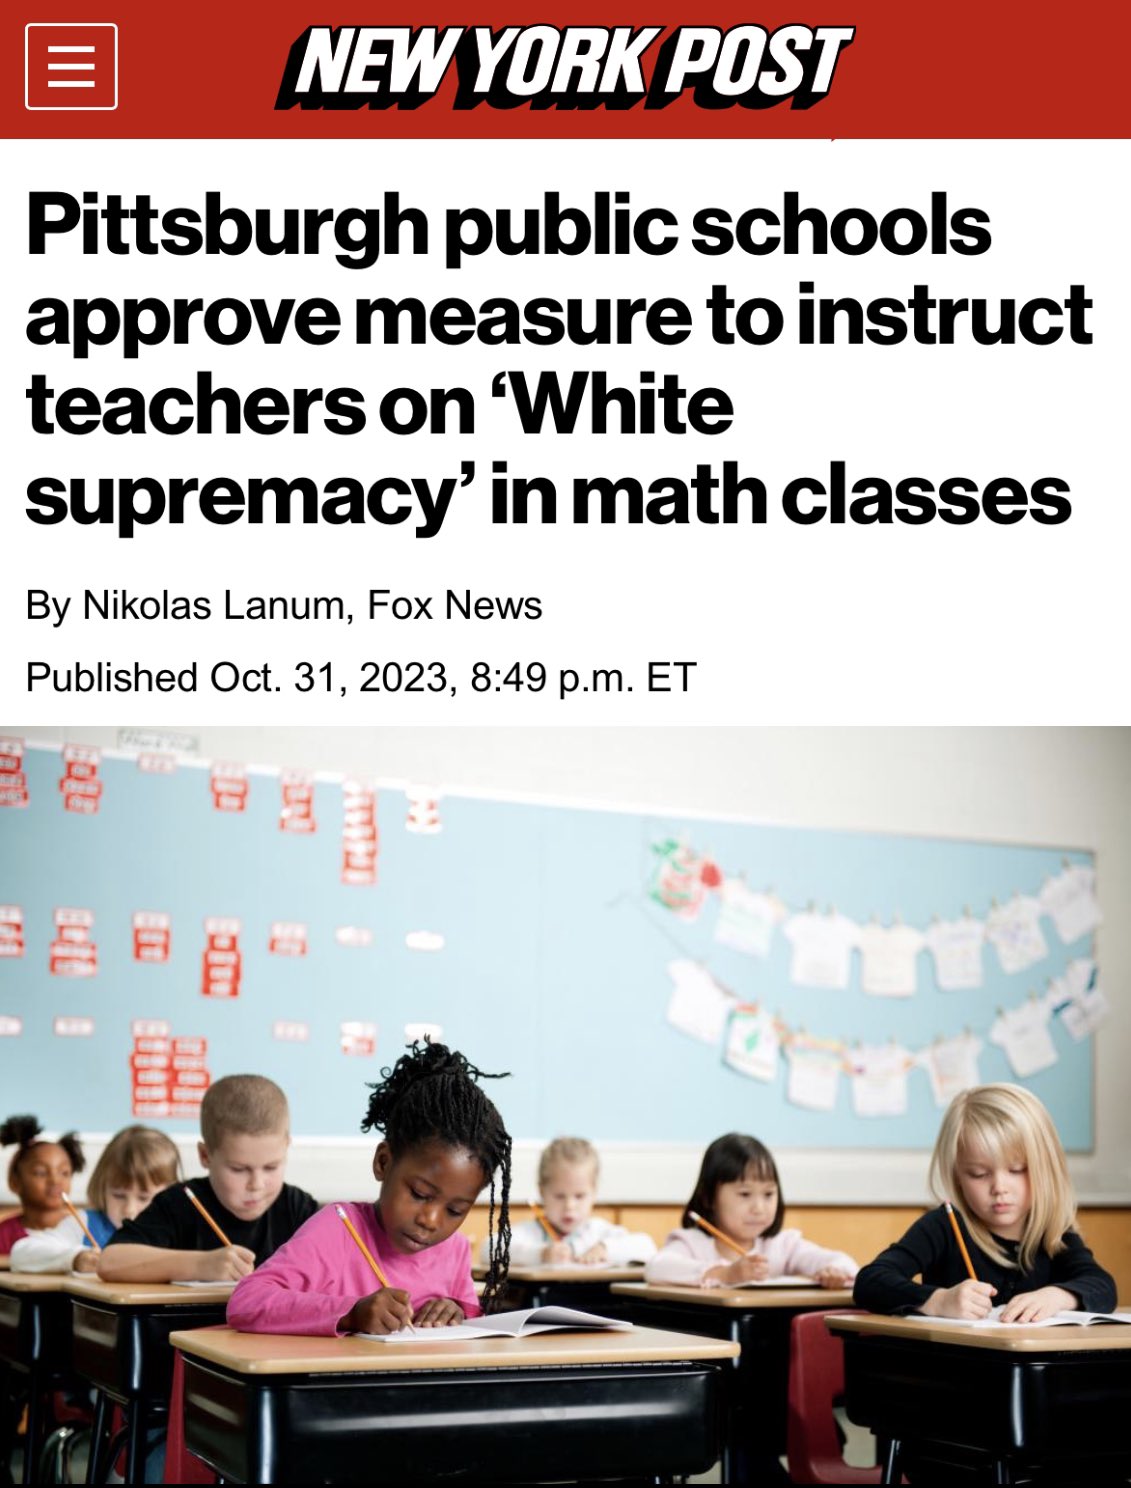 NEW YORK POST
Pittsburgh public schools
approve measure to instruct
teachers on ‘White
supremacy’ in math classes
By Nikolas Lanum, Fox News
Published Oct. 31, 2023, 8:49 p.m. ET